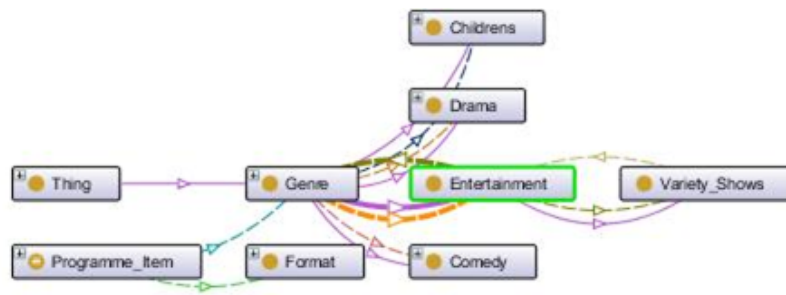 Childrens
Drama
Thing
Genre
Entertainment
Variety_Shows
Programme_Item
Format
Comedy